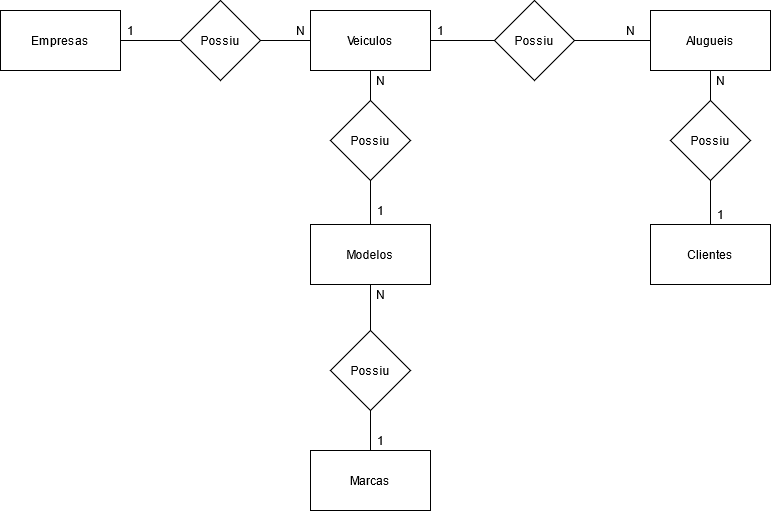 Empresas
1
Possiu
N
Veiculos
1
Possiu
N
Alugueis
N
Possiu
1
Modelos
N
Possiu
1
Marcas
N
Possiu
1
Clientes